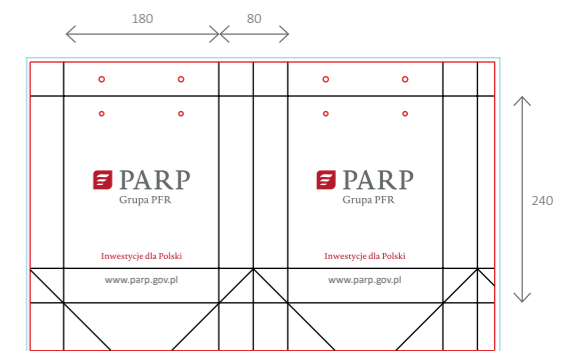 180
80
PARP
Grupa PFR
Inwestycje dla Polski
www.parp.gov.pl
PARP
Grupa PFR
Inwestycje dla Polski
www.parp.gov.pl
240